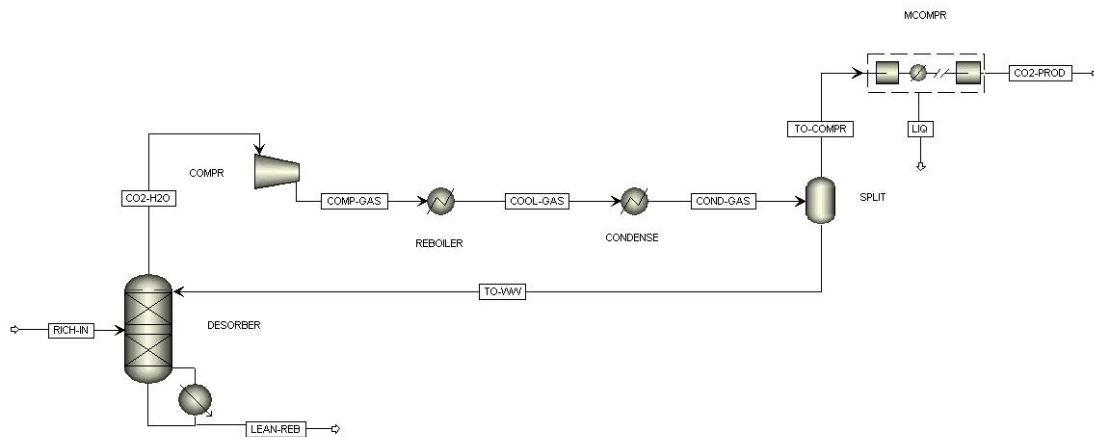 MCOMPR
CO2-PROD
TO-COMPR
LIQ
COMPR
CO2-H2O
COMP-GAS
COOL-GAS
COND-GAS
SPLIT
REBOILER
CONDENSE
TO-WW
DESORBER
RICH-IN
LEAN-REB